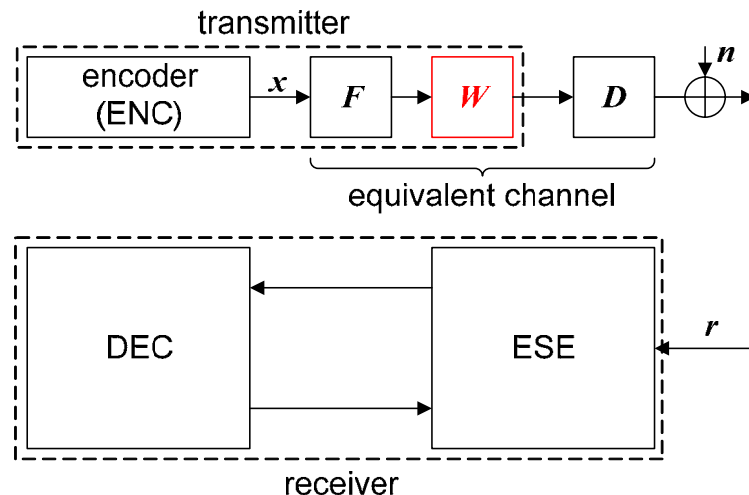 transmitter
encoder
(ENC)
x
F
W
D
n
equivalent channel
DEC
ESE
r
receiver